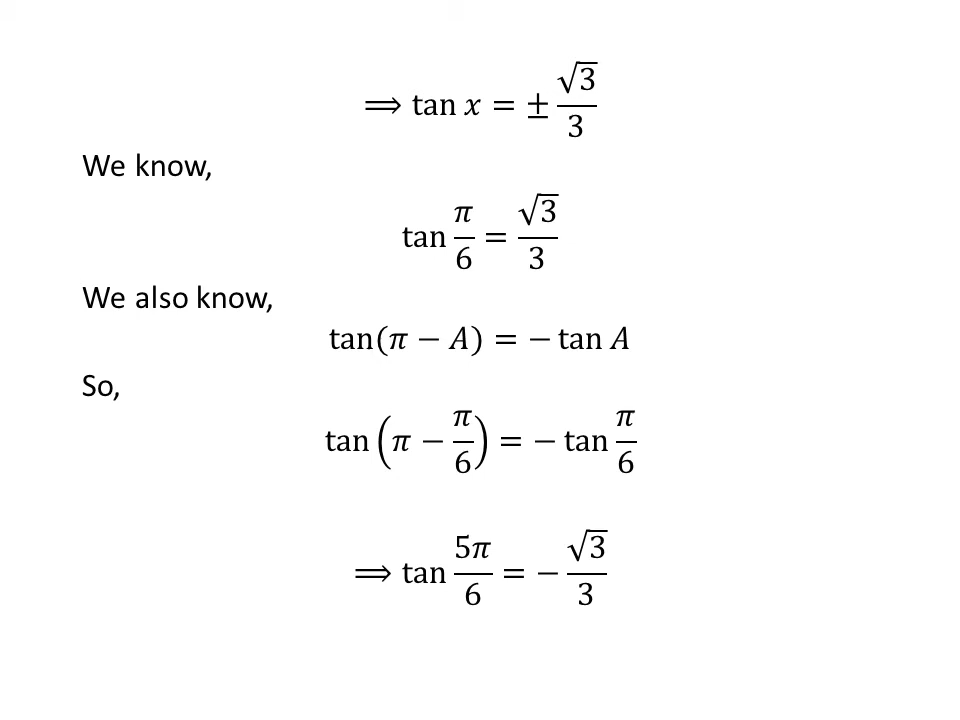 ⟹ tan 𝑥 = ± √3/3
We know,
tan 𝜋/6 = √3/3
We also know,
tan(𝜋 − 𝐴) = − tan 𝐴
So,
tan (𝜋 − 𝜋/6) = − tan 𝜋/6
⟹ tan 5𝜋/6 = − √3/3